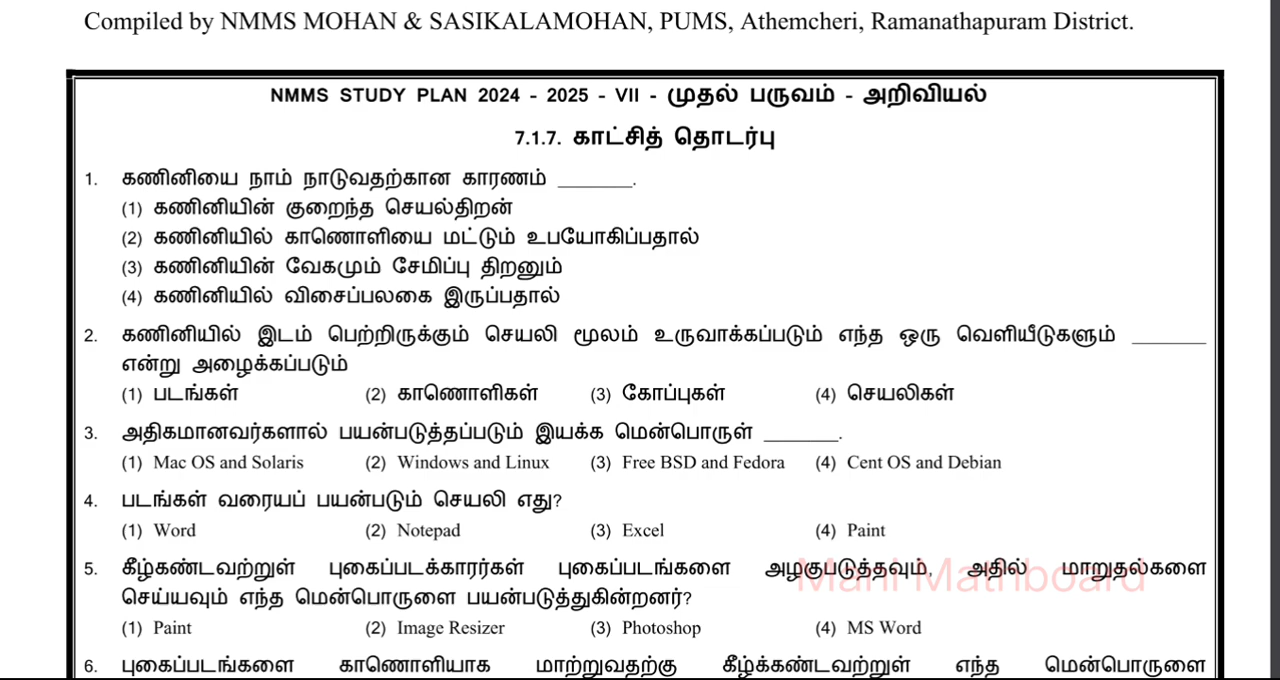 Compiled by NMMS MOHAN & SASIKALAMOHAN, PUMS, Athemcheri, Ramanathapuram District.
NMMS STUDY PLAN 2024 - 2025 - VII - முதல் பருவம் - அறிவியல்
7.1.7. காட்சித் தொடர்பு
1. கணினியை நாம் நாடுவதற்கான காரணம் _______.
(1) கணினியின் குறைந்த செயல்திறன்
(2) கணினியில் காணொளியை மட்டும் உபயோகிப்பதால்
(3) கணினியின் வேகமும் சேமிப்பு திறனும்
(4) கணினியில் விசைப்பலகை இருப்பதால்
2. கணினியில் இடம் பெற்றிருக்கும் செயலி மூலம் உருவாக்கப்படும் எந்த ஒரு வெளியீடுகளும் _______
என்று அழைக்கப்படும்
(1) படங்கள் (2) காணொளிகள் (3) கோப்புகள் (4) செயலிகள்
3. அதிகமானவர்களால் பயன்படுத்தப்படும் இயக்க மென்பொருள் _______.
(1) Mac OS and Solaris (2) Windows and Linux (3) Free BSD and Fedora (4) Cent OS and Debian
4. படங்கள் வரையப் பயன்படும் செயலி எது?
(1) Word (2) Notepad (3) Excel (4) Paint
5. கீழ்கண்டவற்றுள் புகைப்படக்காரர்கள் புகைப்படங்களை அழகுபடுத்தவும், அதில் மாறுதல்களை
Mani Mathboard
செய்யவும் எந்த மென்பொருளை பயன்படுத்துகின்றனர்?
(1) Paint (2) Image Resizer (3) Photoshop (4) MS Word
6. புகைப்படங்களை காணொளியாக மாற்றுவதற்கு கீழ்க்கண்டவற்றுள் எந்த மென்பொருளை